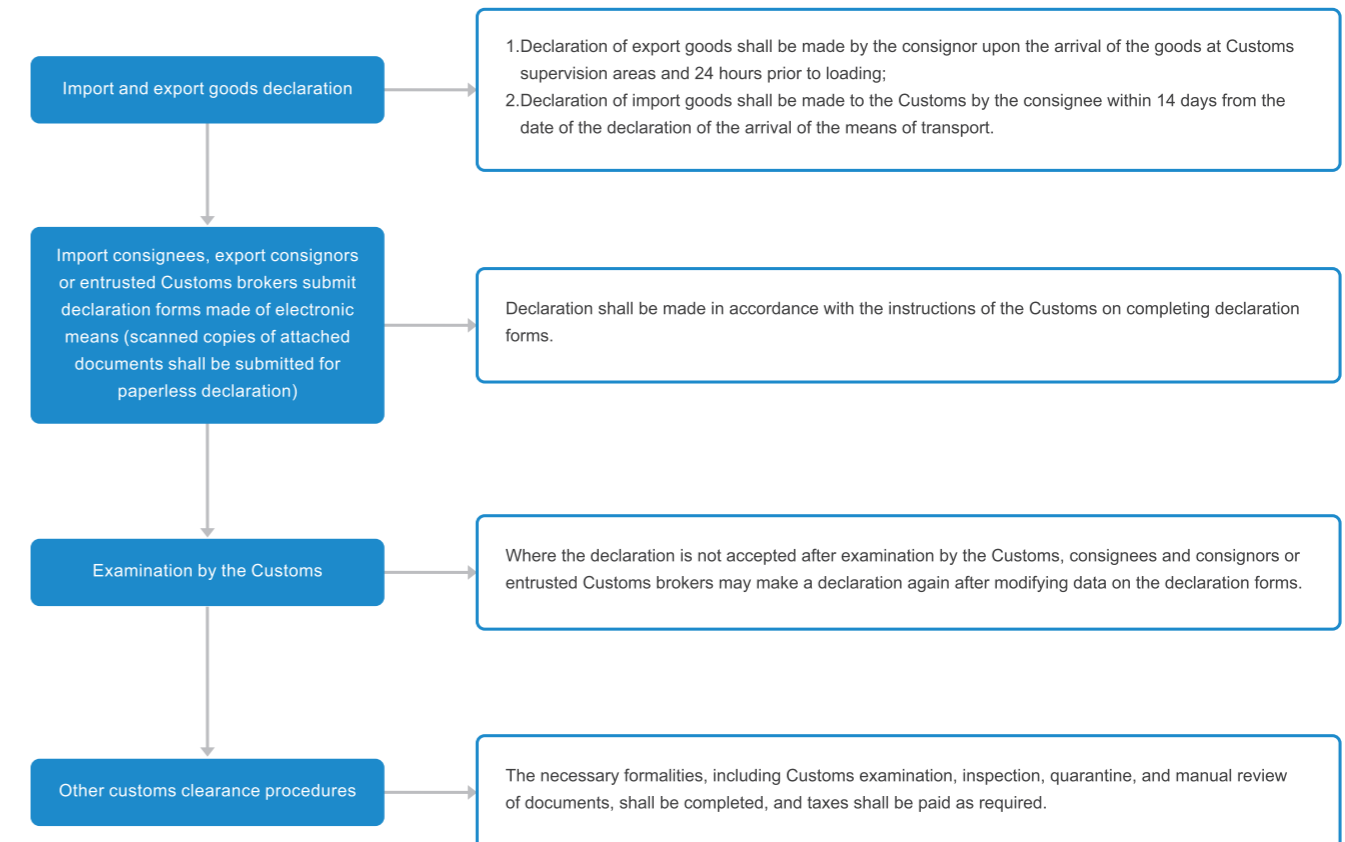 Import and export goods declaration
1.Declaration of export goods shall be made by the consignor upon the arrival of the goods at Customs
supervision areas and 24 hours prior to loading;
2.Declaration of import goods shall be made to the Customs by the consignee within 14 days from the
date of the declaration of the arrival of the means of transport.
Import consignees, export consignors
or entrusted Customs brokers submit
declaration forms made of electronic
means (scanned copies of attached
documents shall be submitted for
paperless declaration)
Declaration shall be made in accordance with the instructions of the Customs on completing declaration
forms.
Examination by the Customs
Where the declaration is not accepted after examination by the Customs, consignees and consignors or
entrusted Customs brokers may make a declaration again after modifying data on the declaration forms.
Other customs clearance procedures
The necessary formalities, including Customs examination, inspection, quarantine, and manual review
of documents, shall be completed, and taxes shall be paid as required.